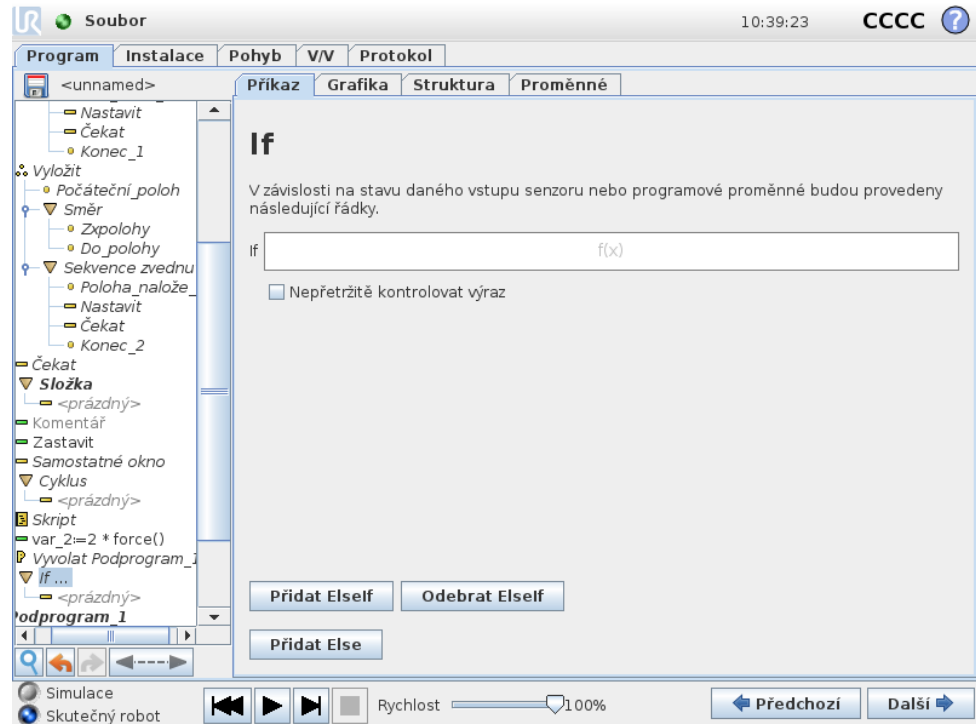 UR Soubor 10:39:23 CCCC ?
Program Instalace Pohyb V/V Protokol
<unnamed>
Příkaz Grafika Struktura Proměnné
Nastavit
Čekat
Konec_1
Vyložit
Počáteční_poloh
Směr
Zxpolohy
Do_polohy
Sekvence zvednu
Poloha_nalože_
Nastavit
Čekat
Konec_2
Čekat
Složka
<prázdný>
Komentář
Zastavit
Samostatné okno
Cyklus
<prázdný>
Skript
var_2:=2 * force()
Vyvolat Podprogram_1
If ...
<prázdný>
Podprogram_1
If
V závislosti na stavu daného vstupu senzoru nebo programové proměnné budou provedeny
následující řádky.
If f(x)
Nepřetržitě kontrolovat výraz
Přidat ElseIf Odebrat ElseIf
Přidat Else
Simulace
Skutečný robot
Rychlost 100%
Předchozí Další